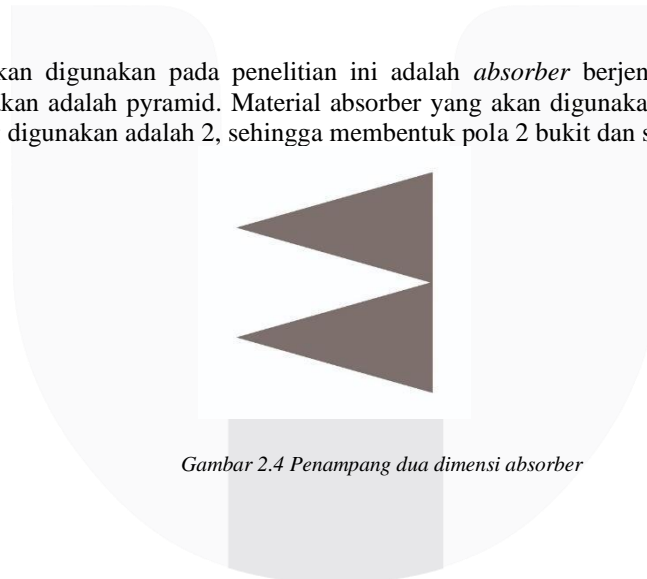 kan digunakan pada penelitian ini adalah absorber berjen
akan adalah pyramid. Material absorber yang akan digunaka
digunakan adalah 2, sehingga membentuk pola 2 bukit dan s
Gambar 2.4 Penampang dua dimensi absorber